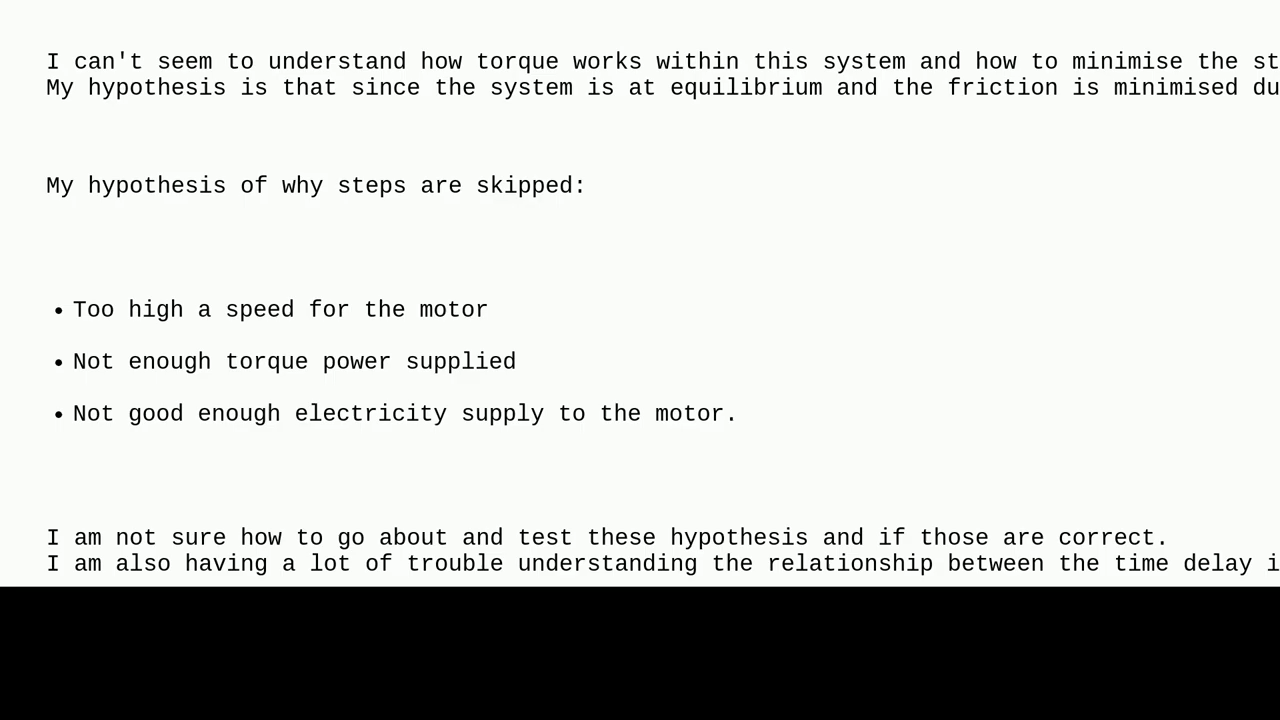 I can't seem to understand how torque works within this system and how to minimise the st
My hypothesis is that since the system is at equilibrium and the friction is minimised du
My hypothesis of why steps are skipped:
• Too high a speed for the motor
• Not enough torque power supplied
• Not good enough electricity supply to the motor.
I am not sure how to go about and test these hypothesis and if those are correct.
I am also having a lot of trouble understanding the relationship between the time delay i